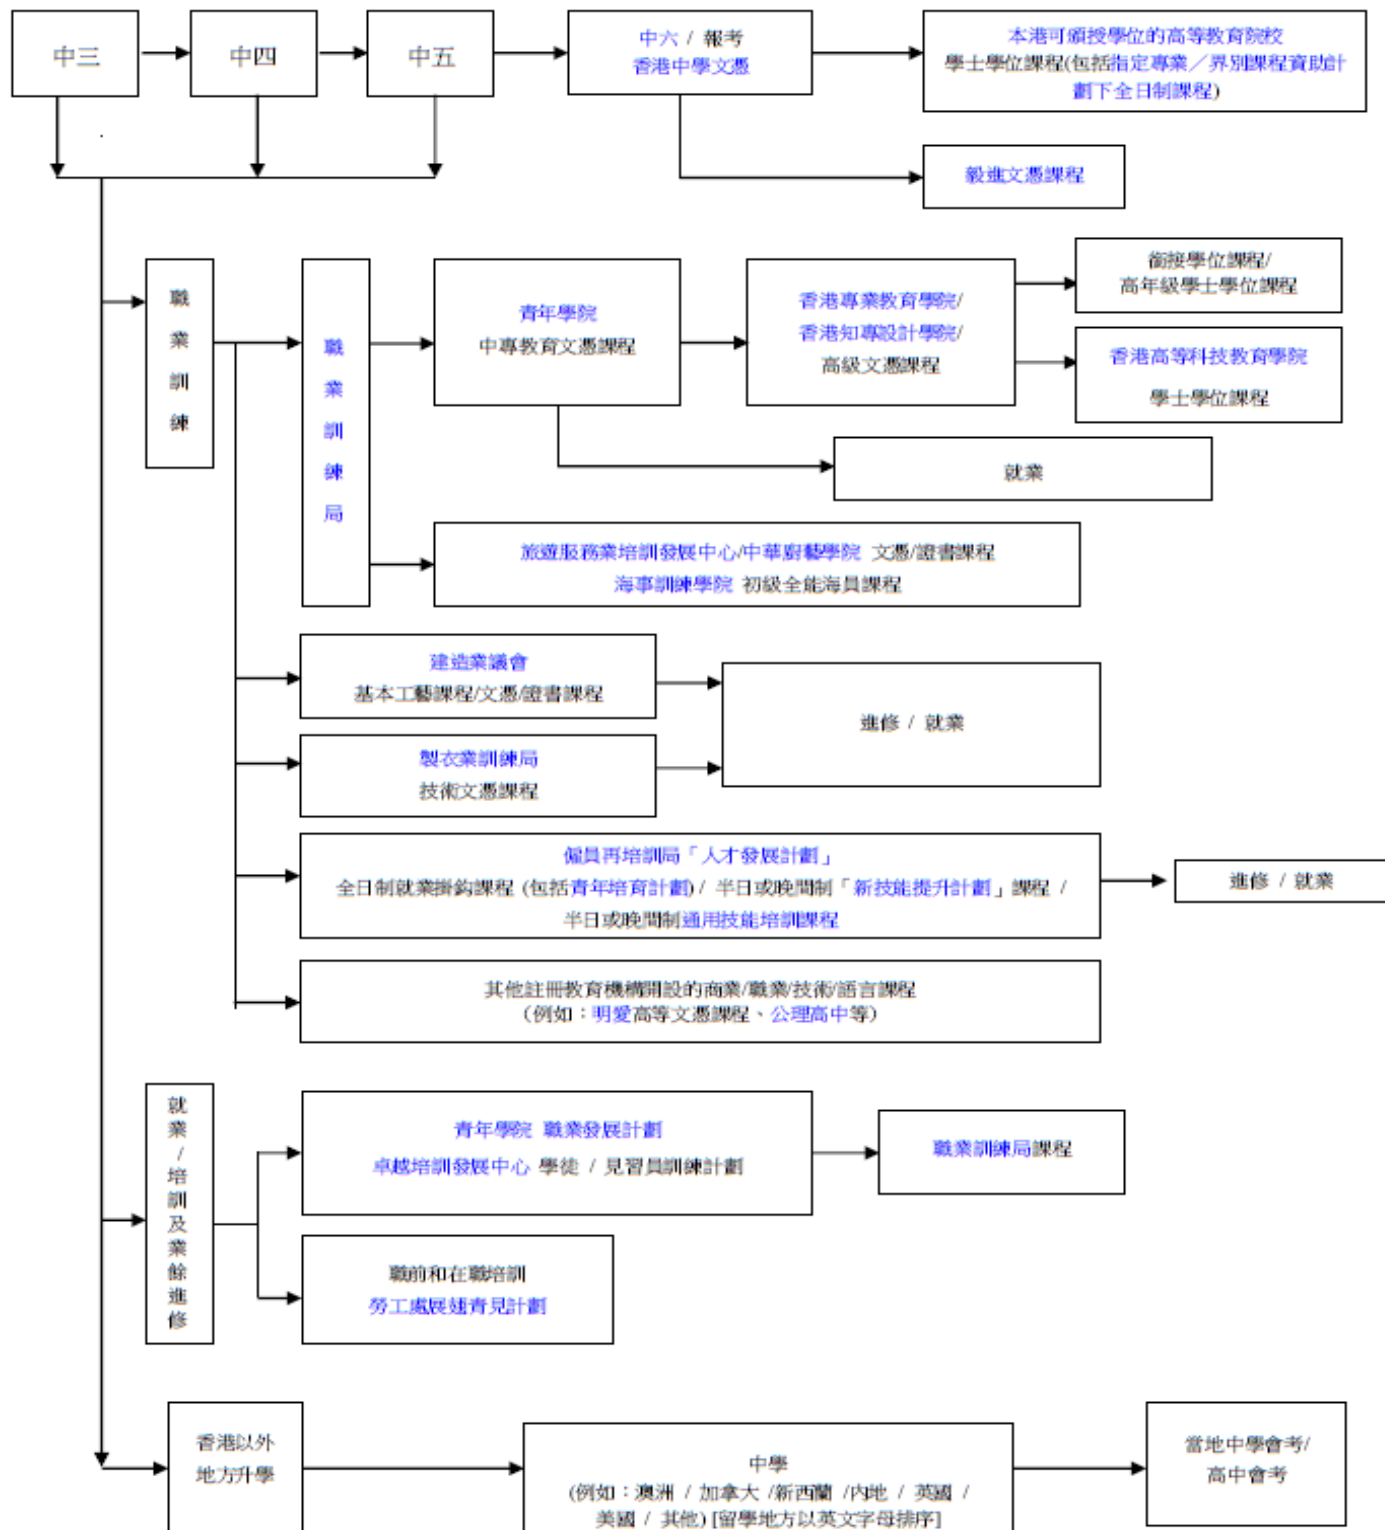 中三
中四
中五
中六 / 報考
香港中學文憑
本港可頒授學位的高等教育院校
學士學位課程(包括指定專業／界別課程資助計
劃下全日制課程)
毅進文憑課程
職
業
訓
練
職
業
訓
練
局
青年學院
中專教育文憑課程
香港專業教育學院/
香港知專設計學院/
高級文憑課程
銜接學位課程/
高年級學士學位課程
香港高等科技教育學院
學士學位課程
就業
旅遊服務業培訓發展中心/中華廚藝學院 文憑/證書課程
海事訓練學院 初級全能海員課程
建造業議會
基本工藝課程/文憑/證書課程
製衣業訓練局
技術文憑課程
進修 / 就業
僱員再培訓局「人才發展計劃」
全日制就業掛鈎課程 (包括青年培育計劃) / 半日或晚間制「新技能提升計劃」課程 /
半日或晚間制通用技能培訓課程
進修 / 就業
其他註冊教育機構開設的商業/職業/技術/語言課程
（例如：明愛高等文憑課程、公理高中等）
就
業
/
培
訓
及
業
餘
進
修
青年學院 職業發展計劃
卓越培訓發展中心 學徒 / 見習員訓練計劃
職業訓練局課程
職前和在職培訓
勞工處展翅青見計劃
香港以外
地方升學
中學
(例如：澳洲 / 加拿大 /新西蘭 /內地 / 英國 /
美國 / 其他) [留學地方以英文字母排序]
當地中學會考/
高中會考